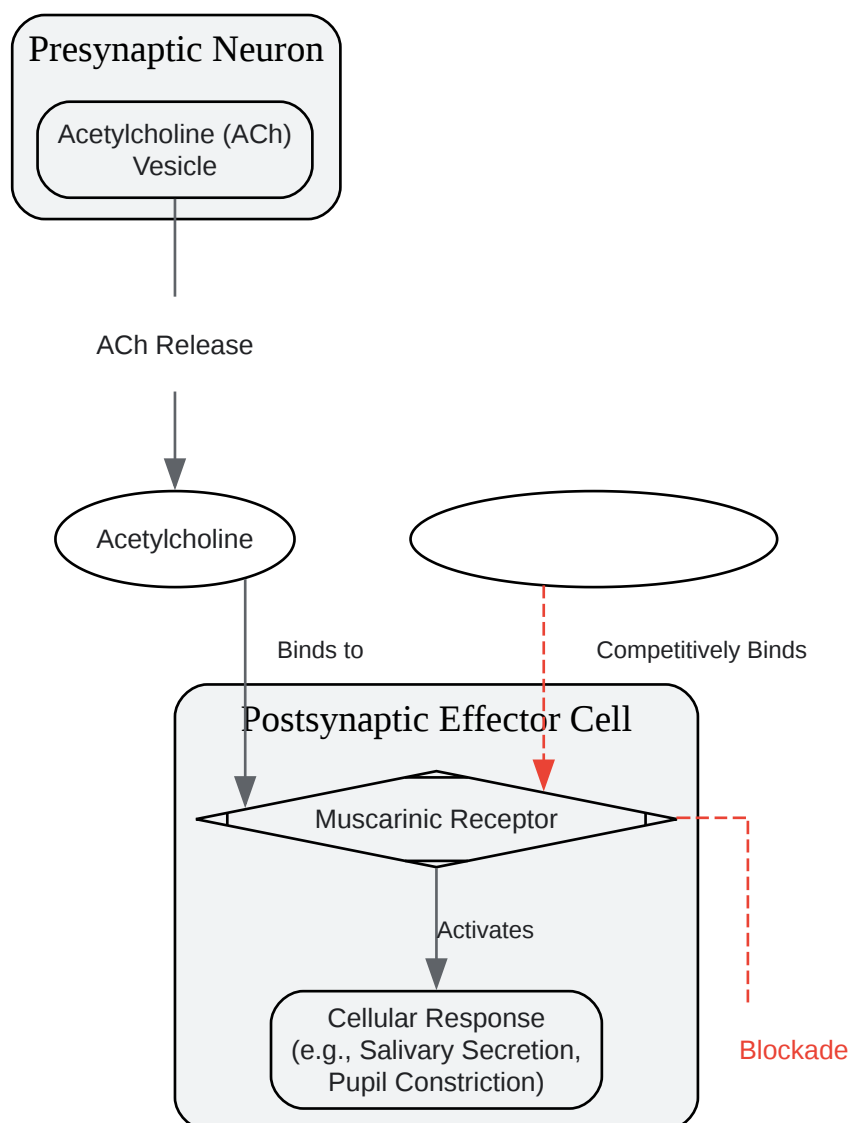 Presynaptic Neuron
Acetylcholine (ACh)
Vesicle
ACh Release
Acetylcholine
Binds to
Competitively Binds
Postsynaptic Effector Cell
Muscarinic Receptor
Activates
Cellular Response
(e.g., Salivary Secretion,
Pupil Constriction)
Blockade